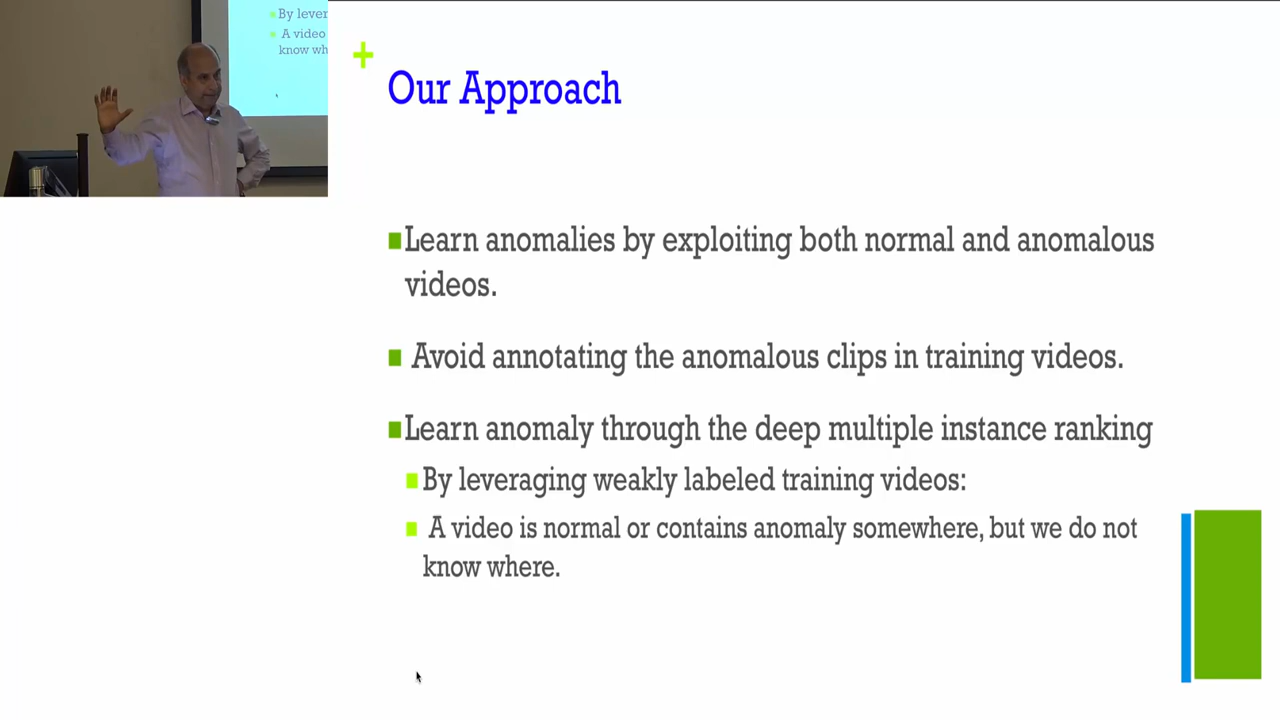 By lever
A video
know wh
+
Our Approach
Learn anomalies by exploiting both normal and anomalous
videos.
Avoid annotating the anomalous clips in training videos.
Learn anomaly through the deep multiple instance ranking
By leveraging weakly labeled training videos:
A video is normal or contains anomaly somewhere, but we do not
know where.